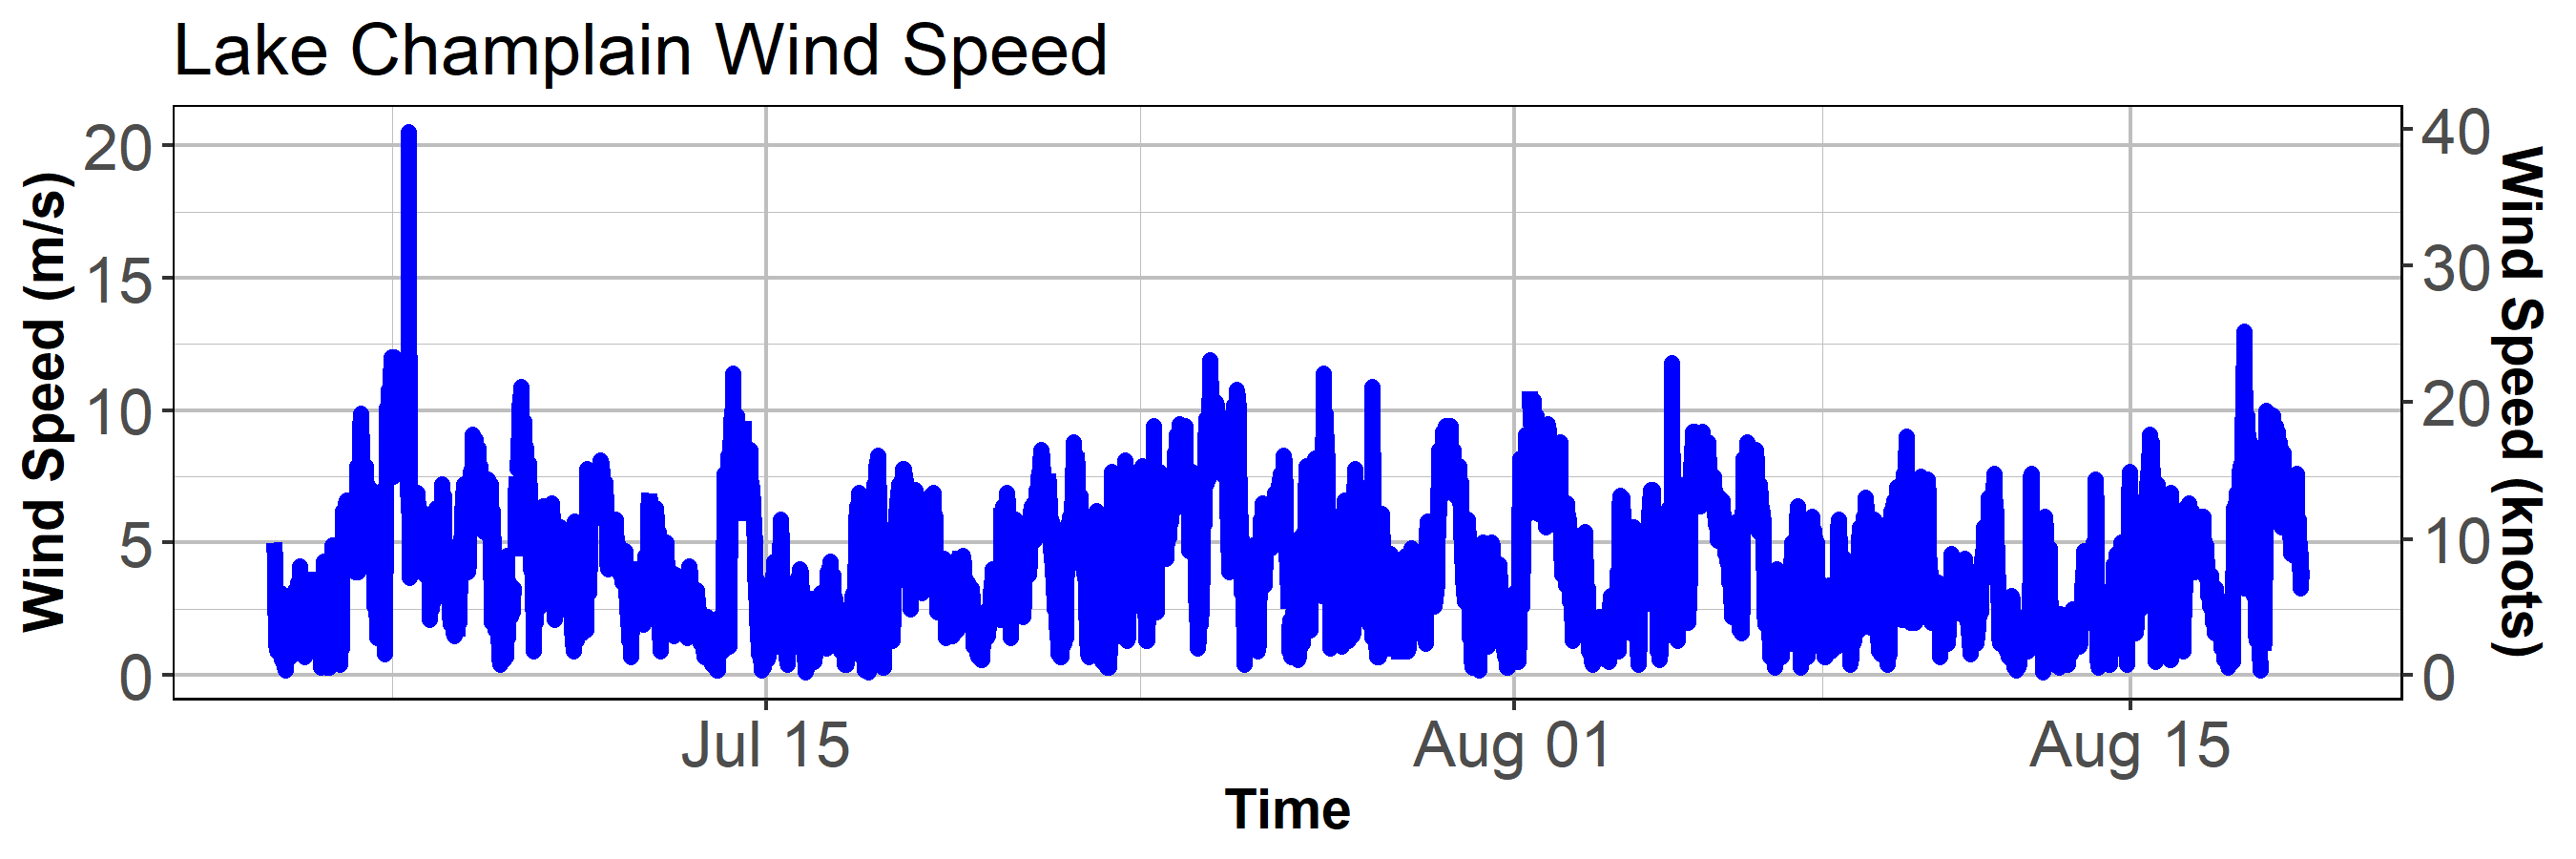 Lake Champlain Wind Speed
Wind Speed (m/s)
20
15
10
5
0
40
30
20
10
0
Wind Speed (knots)
Jul 15
Aug 01
Aug 15
Time